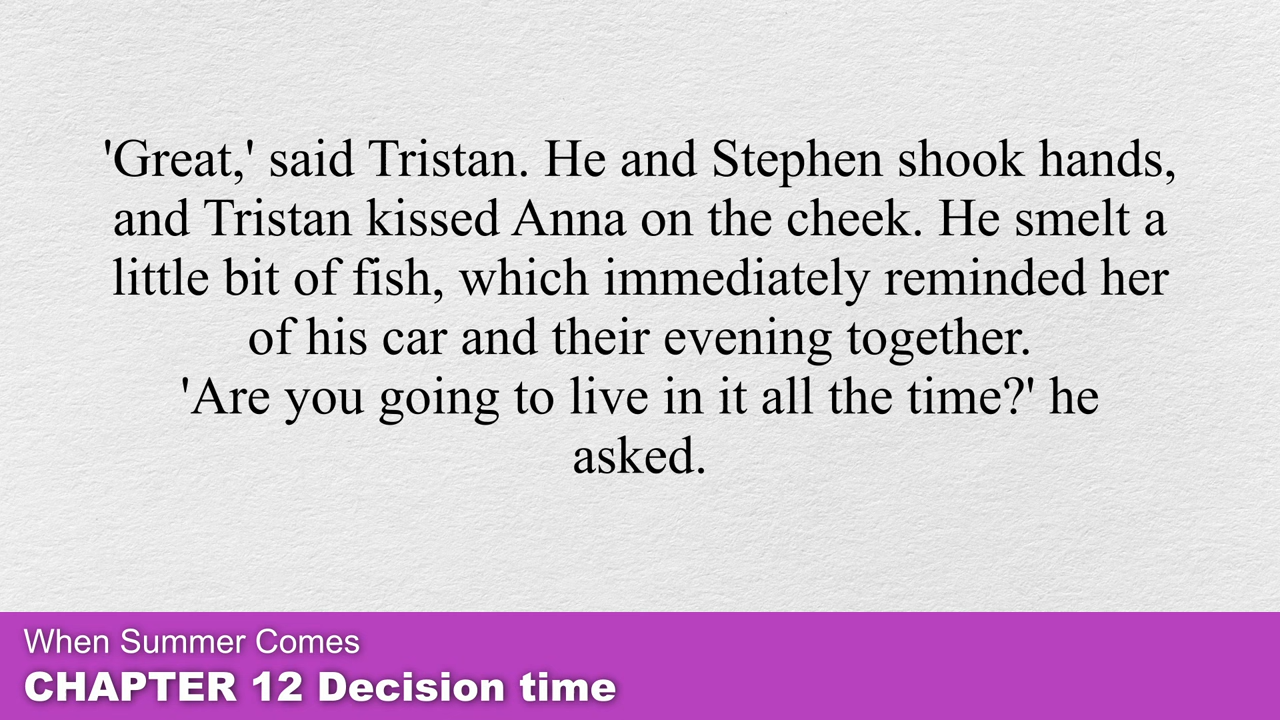 'Great,' said Tristan. He and Stephen shook hands,
and Tristan kissed Anna on the cheek. He smelt a
little bit of fish, which immediately reminded her
of his car and their evening together.
'Are you going to live in it all the time?' he
asked.
When Summer Comes
CHAPTER 12 Decision time